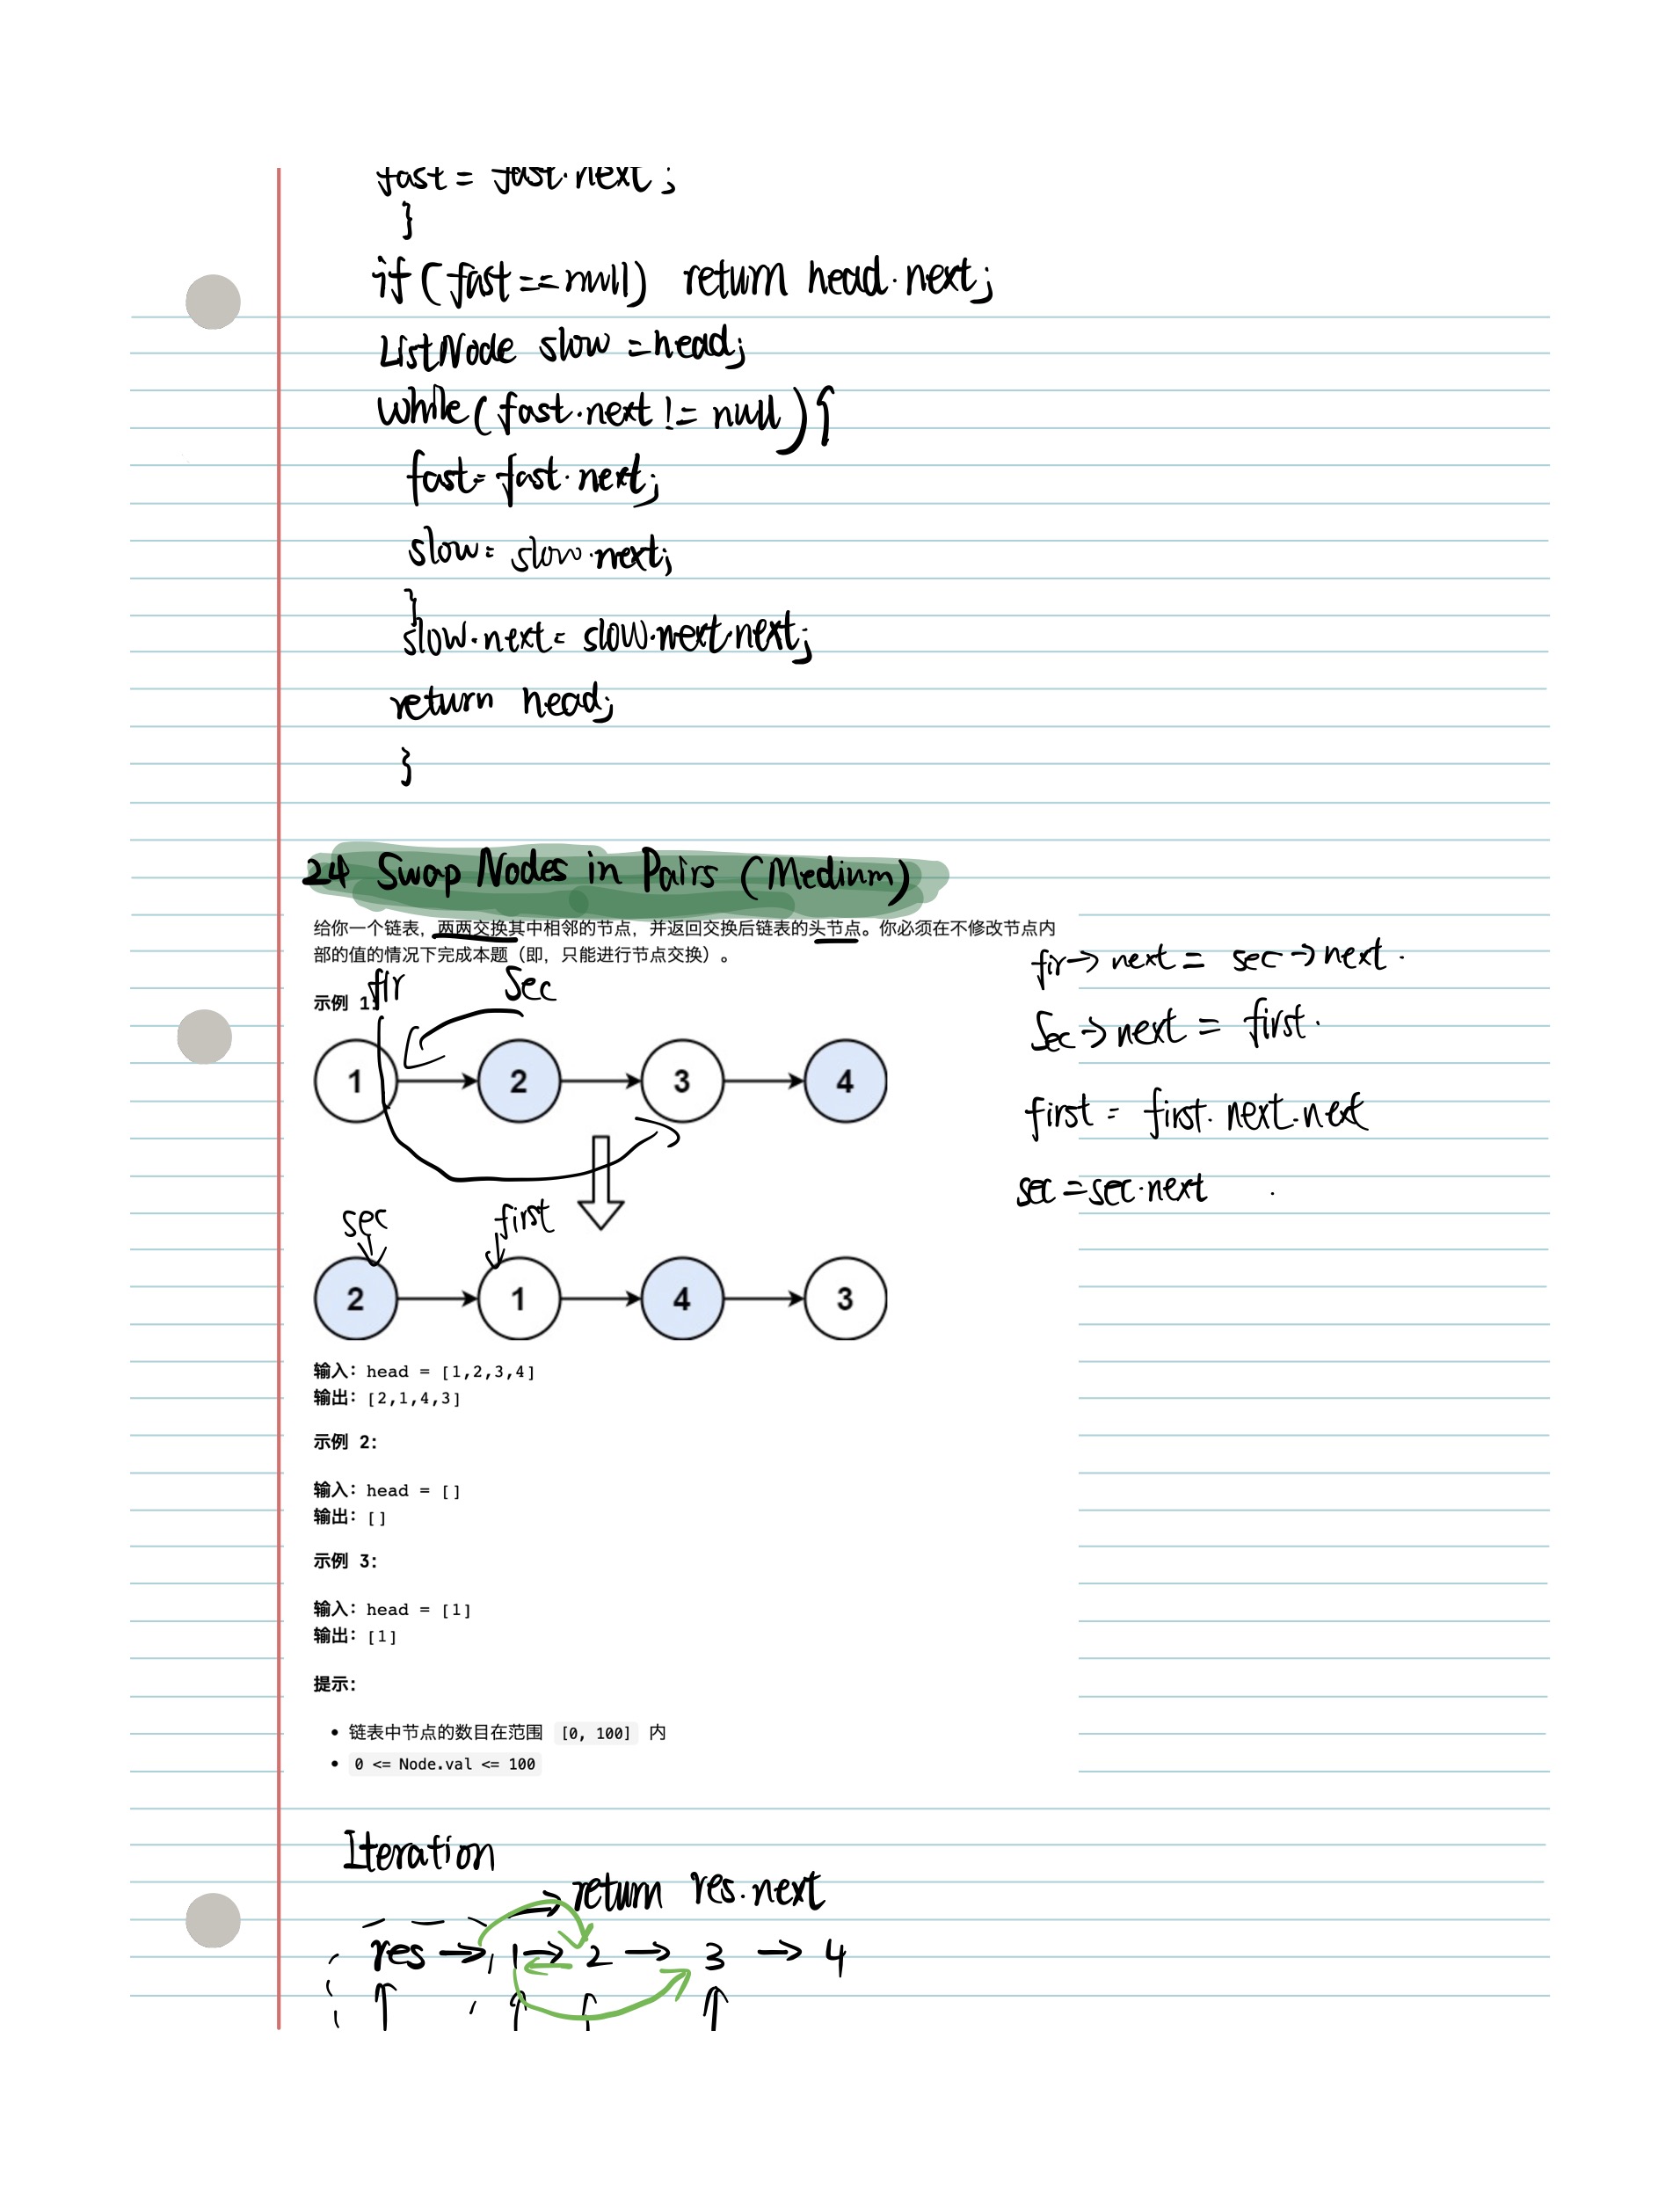 fast = fast.next;
}
if (fast == null) return head.next;
ListNode slow = head;
while(fast.next != null){
fast = fast.next;
slow = slow.next;
}
slow.next = slow.next.next;
return head;
}
24 Swap Nodes in Pairs (Medium)
给你一个链表，两两交换其中相邻的节点，并返回交换后链表的头节点。你必须在不修改节点内
部的值的情况下完成本题（即，只能进行节点交换）。
fir → next = sec → next.
示例 1: fir sec
Sec → next = first.
1 2 3 4
first = first.next.next
sec = sec.next
sec first
2 1 4 3
输入：head = [1,2,3,4]
输出：[2,1,4,3]
示例 2：
输入：head = []
输出：[]
示例 3：
输入：head = [1]
输出：[1]
提示：
• 链表中节点的数目在范围 [0, 100] 内
• 0 <= Node.val <= 100
Iteration
→ return res.next
res → 1 → 2 → 3 → 4